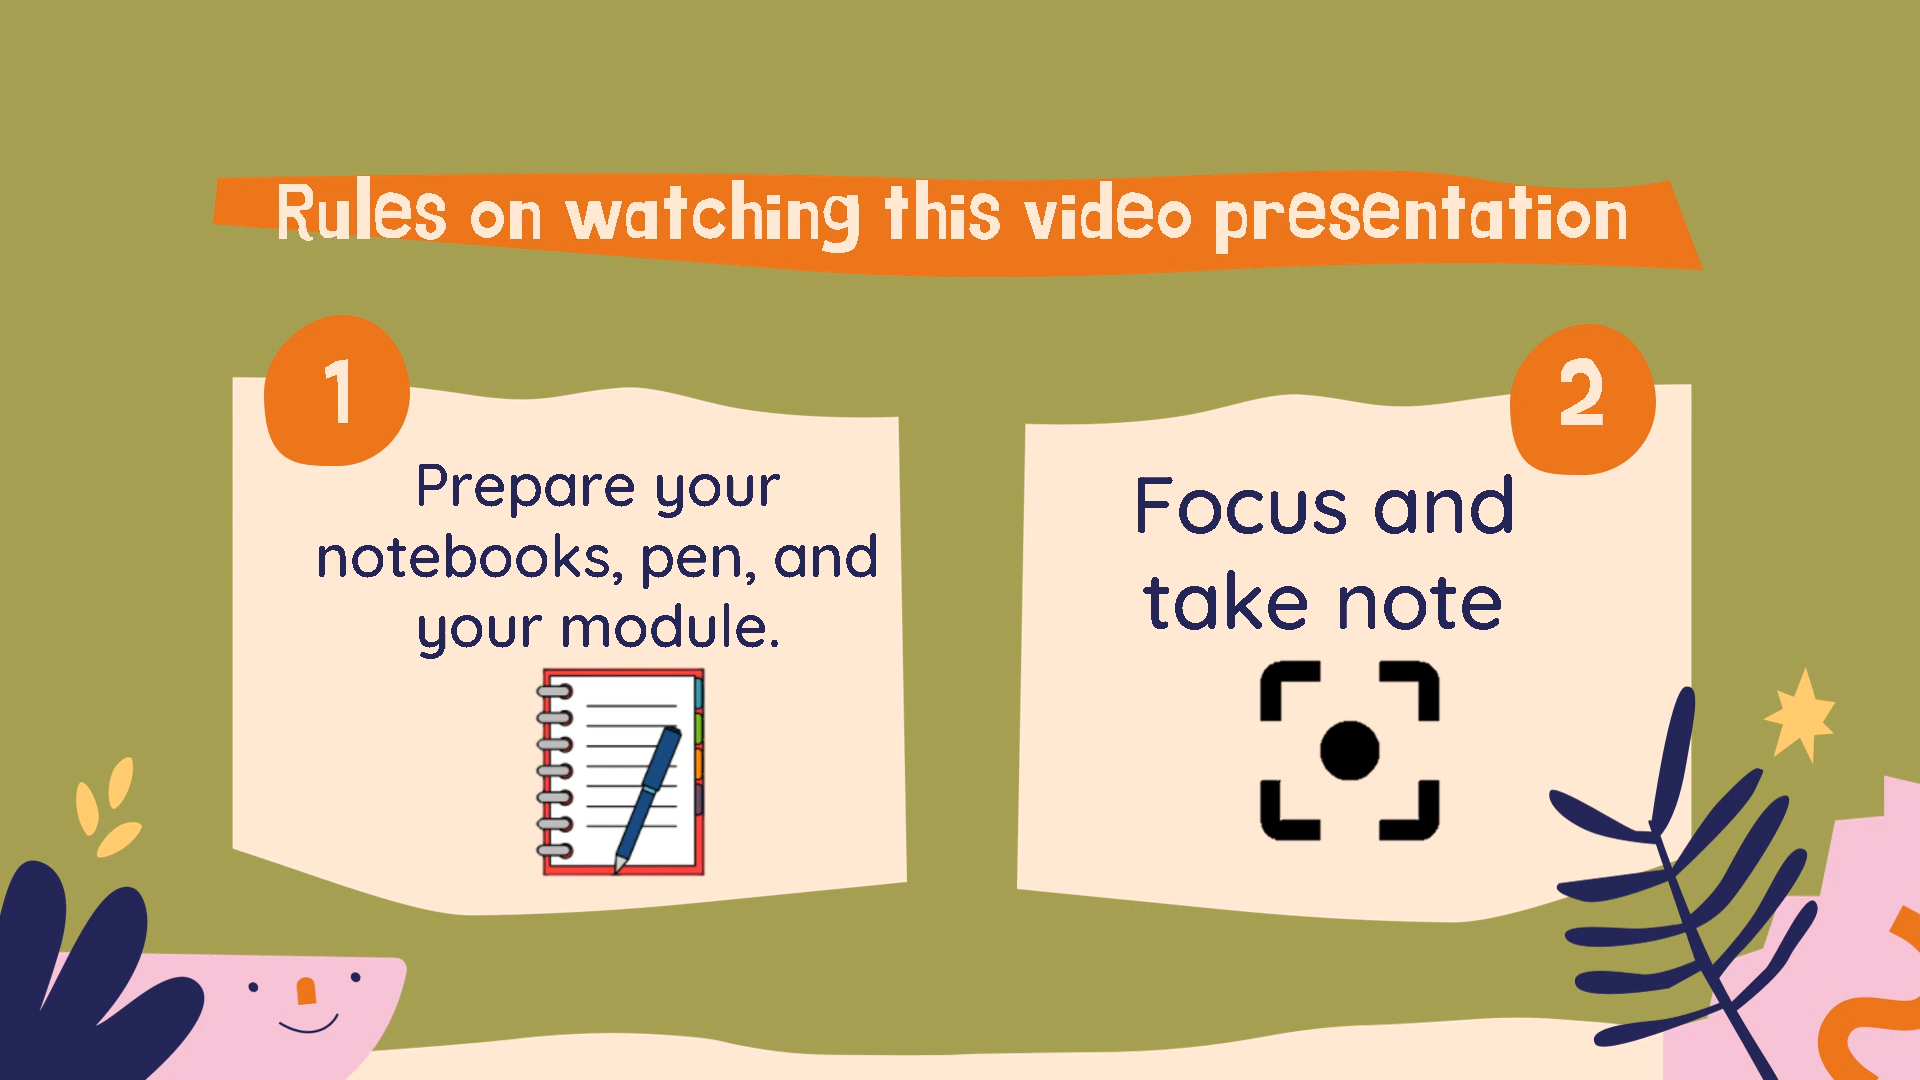 Rules on watching this video presentation
1
Prepare your
notebooks, pen, and
your module.
2
Focus and
take note